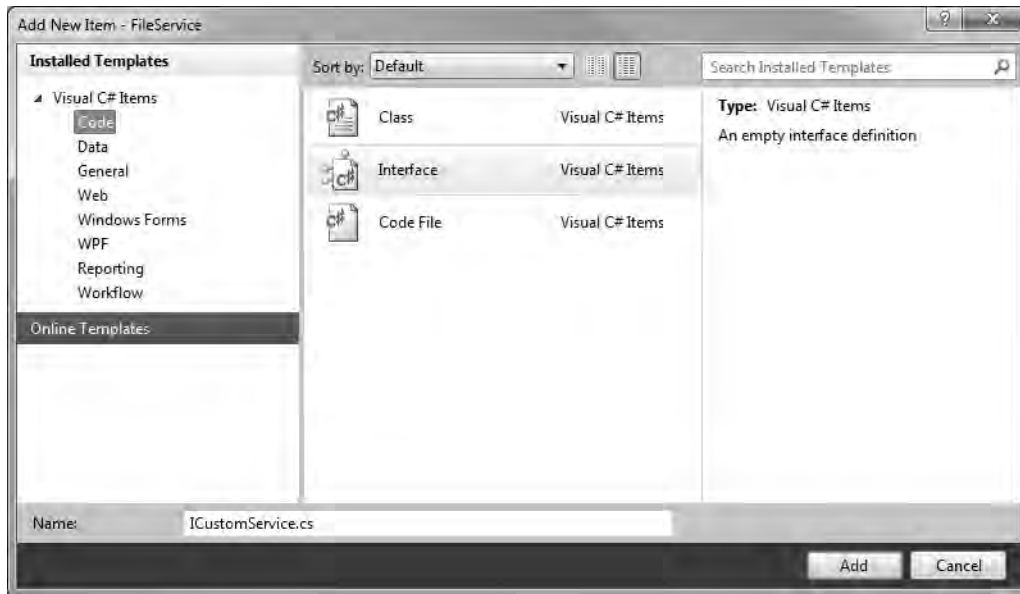 Add New Item - FileService
Installed Templates
Visual C# Items
Code
Data
General
Web
Windows Forms
WPF
Reporting
Workflow
Online Templates
Sort by: Default
Class Visual C# Items
Interface Visual C# Items
Code File Visual C# Items
Search Installed Templates
Type: Visual C# Items
An empty interface definition
Name: ICustomService.cs
Add Cancel